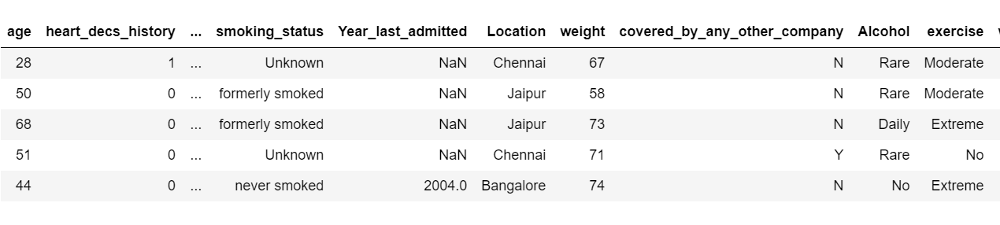 age heart_decs_history ... smoking_status Year_last_admitted Location weight covered_by_any_other_company Alcohol exercise
28 1 ... Unknown NaN Chennai 67 N Rare Moderate
50 0 ... formerly smoked NaN Jaipur 58 N Rare Moderate
68 0 ... formerly smoked NaN Jaipur 73 N Daily Extreme
51 0 ... Unknown NaN Chennai 71 Y Rare No
44 0 ... never smoked 2004.0 Bangalore 74 N No Extreme